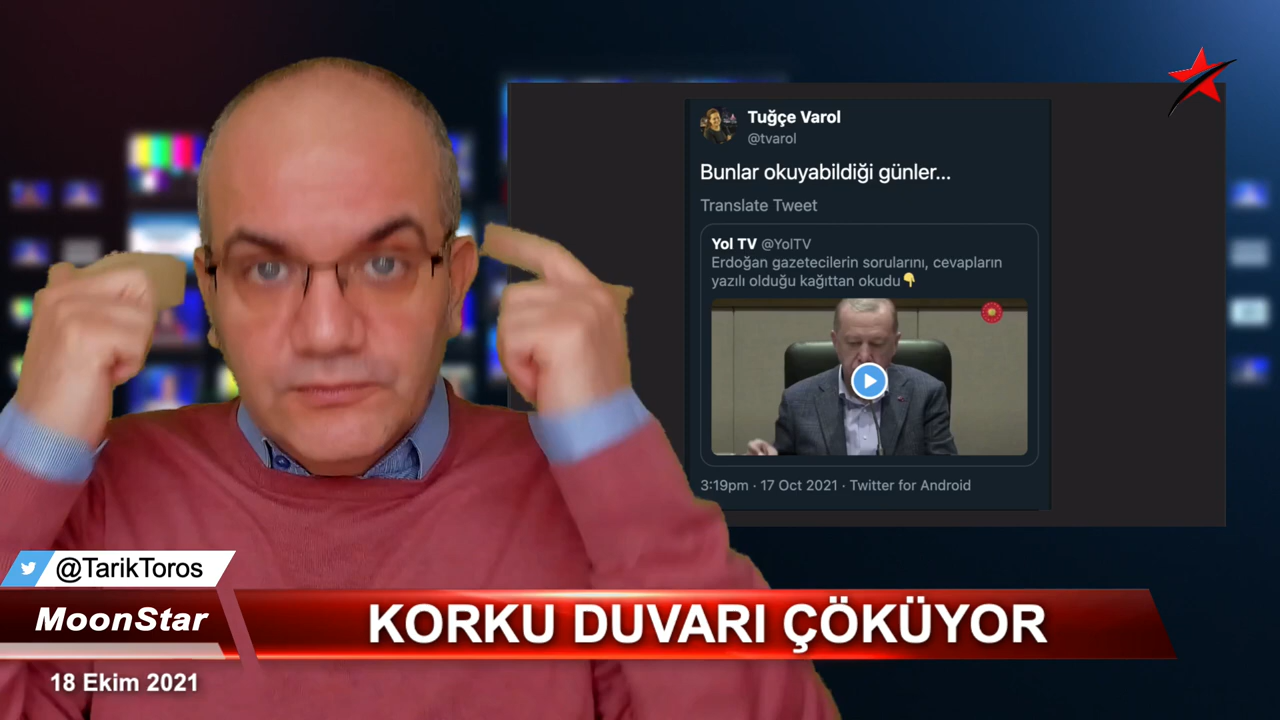 Tuğçe Varol
@tvarol
Bunlar okuyabildiği günler...
Translate Tweet
Yol TV @YolTV
Erdoğan gazetecilerin sorularını, cevapların
yazılı olduğu kağıttan okudu👇
3:19pm · 17 Oct 2021 · Twitter for Android
@TarikToros
MoonStar
KORKU DUVARI ÇÖKÜYOR
18 Ekim 2021